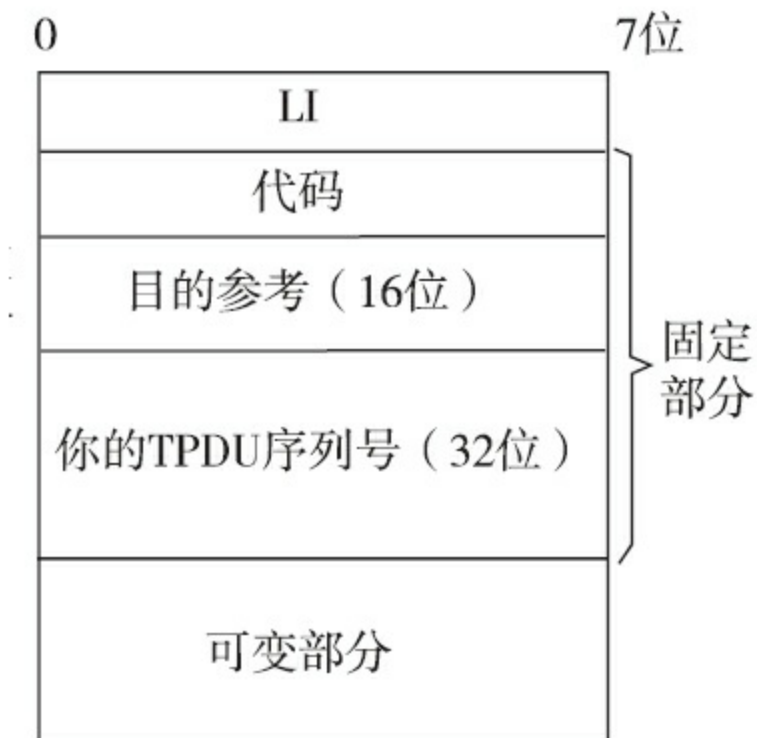 0 7位
LI
代码
目的参考（16位）
固定
部分
你的TPDU序列号（32位）
可变部分